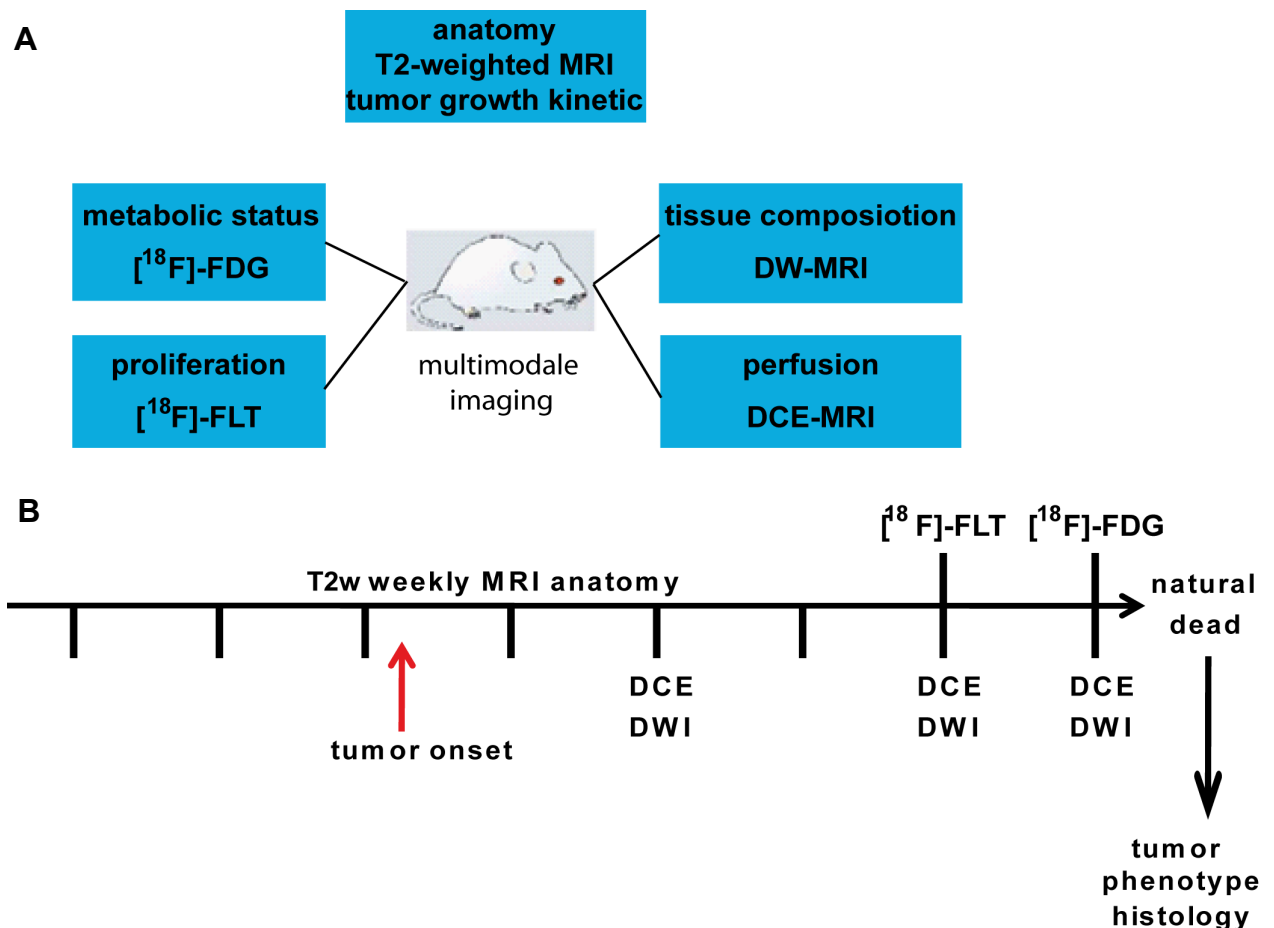 A
anatomy
T2-weighted MRI
tumor growth kinetic
metabolic status
[18F]-FDG
proliferation
[18F]-FLT
multimodale
imaging
tissue composiotion
DW-MRI
perfusion
DCE-MRI
B
[18 F]-FLT
[18F]-FDG
T2w weekly MRI anatomy
natural
dead
tumor onset
DCE
DWI
DCE
DWI
DCE
DWI
tumor
phenotype
histology